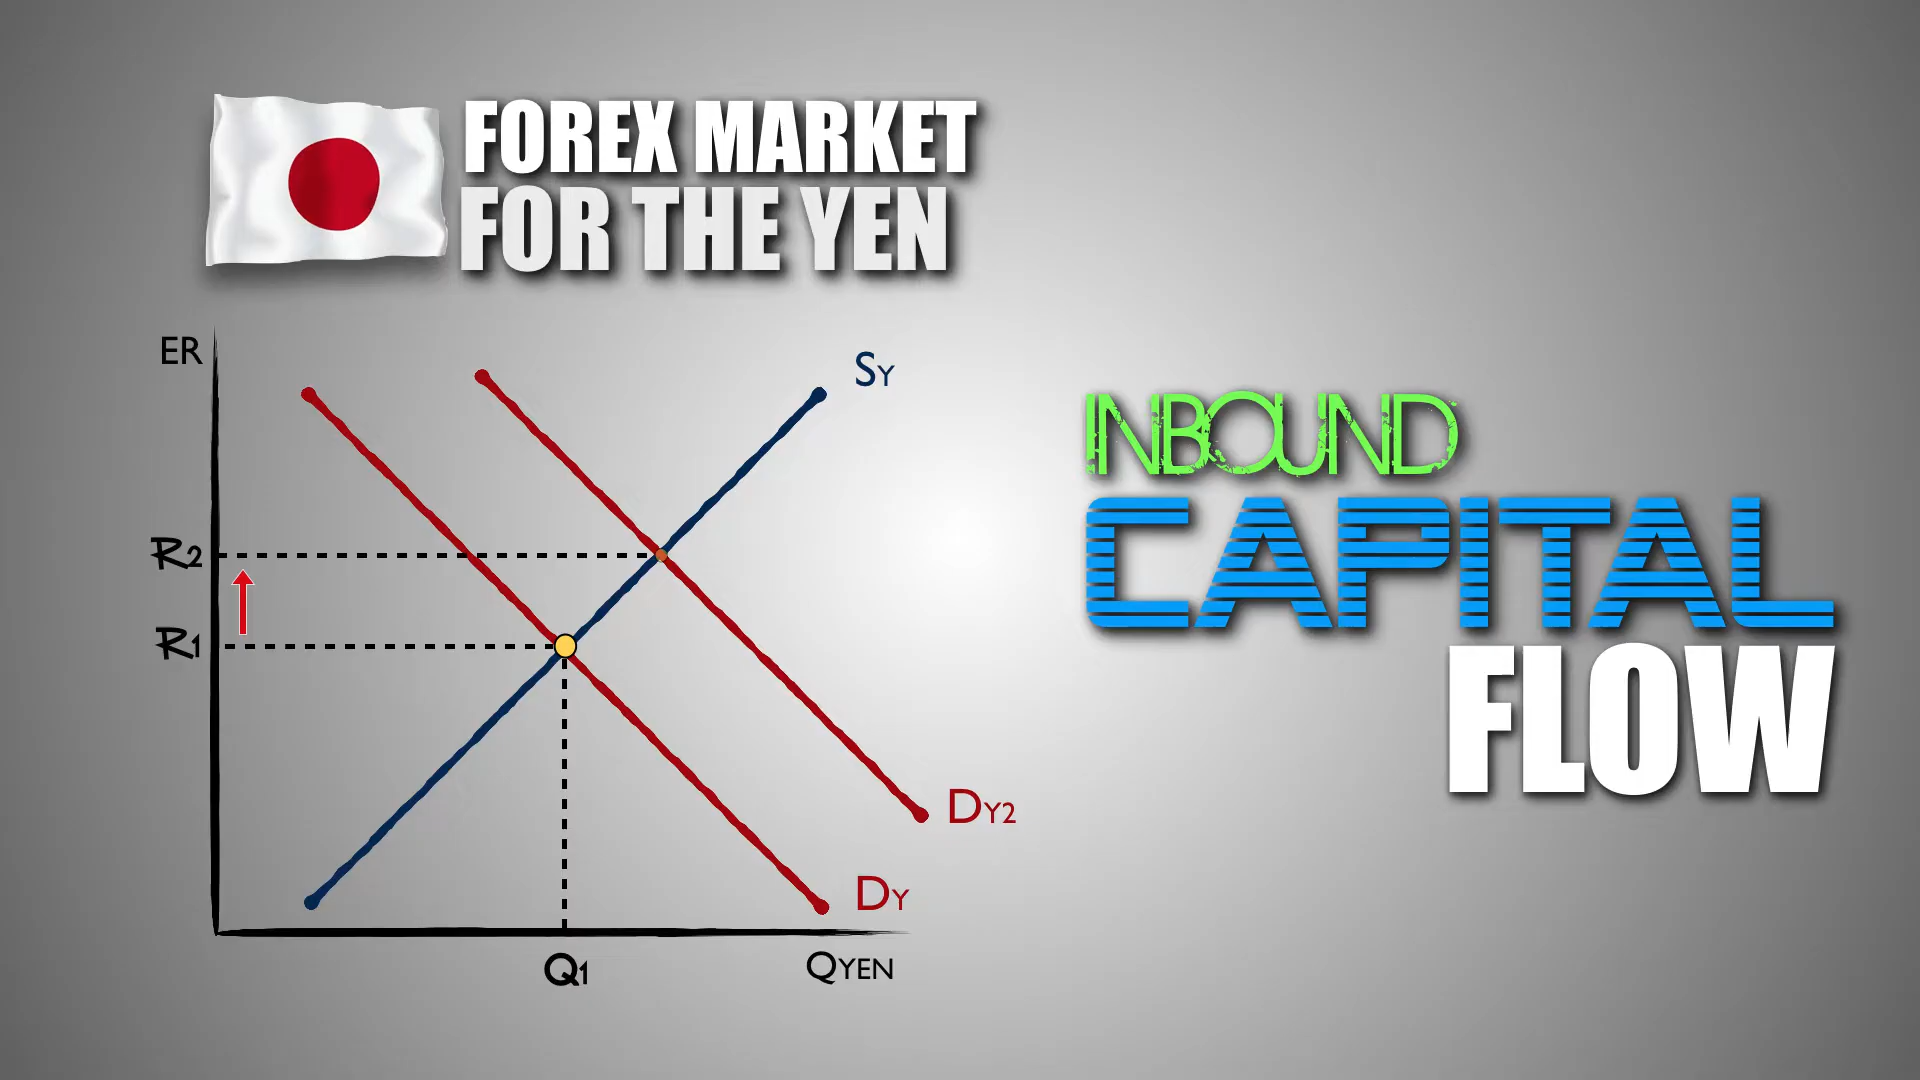 FOREX MARKET
FOR THE YEN
ER
SY
INBOUND
CAPITAL
FLOW
R2
R1
DY2
DY
Q1
QYEN